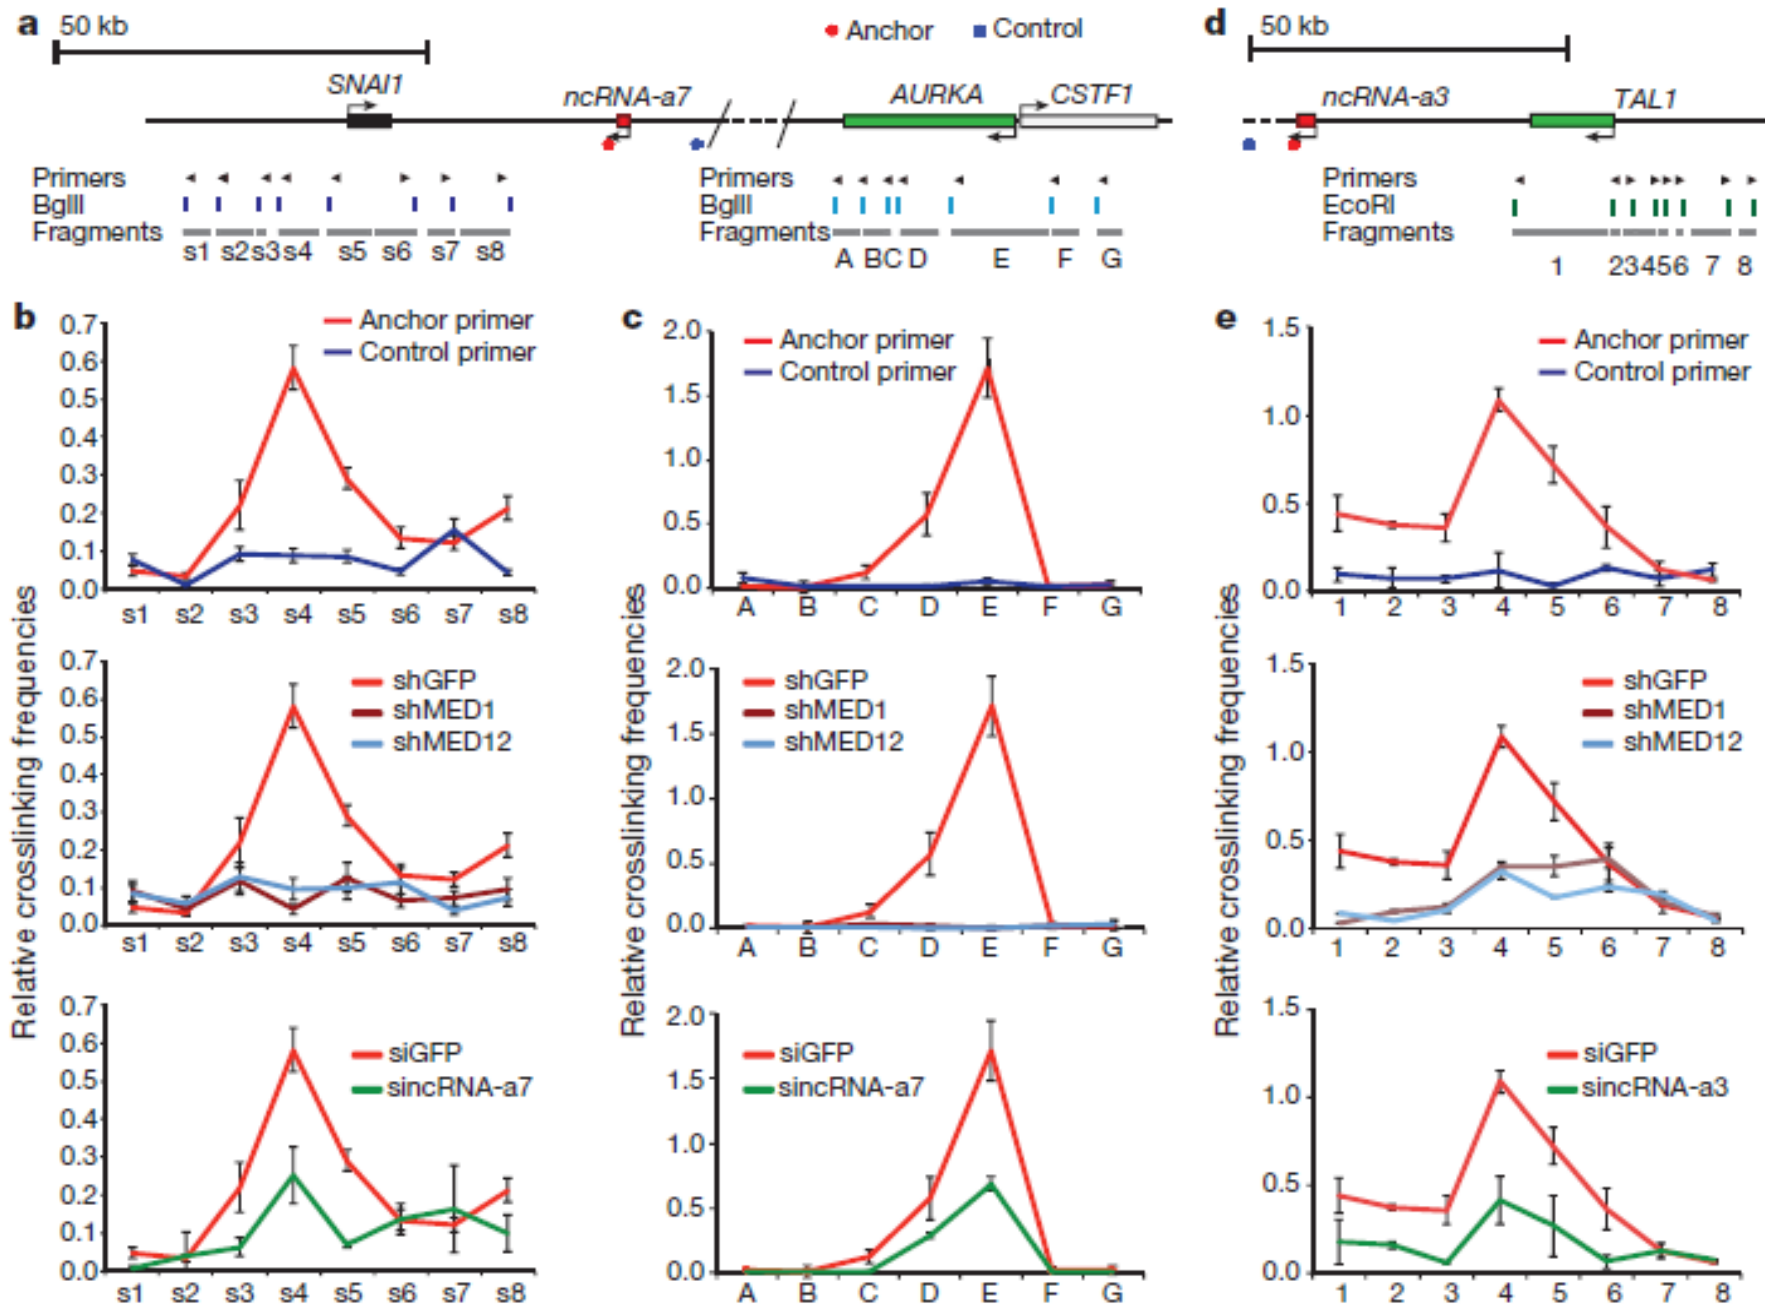 a
50 kb
Anchor
Control
SNAI1
ncRNA-a7
AURKA
CSTF1
Primers
BglII
Fragments
s1 s2 s3 s4 s5 s6 s7 s8
Primers
BglII
Fragments
A B C D E F G
d
50 kb
ncRNA-a3
TAL1
Primers
EcoRI
Fragments
1 2 3 4 5 6 7 8
b
Relative crosslinking frequencies
0.7
0.6
0.5
0.4
0.3
0.2
0.1
0.0
Anchor primer
Control primer
s1 s2 s3 s4 s5 s6 s7 s8
0.7
0.6
0.5
0.4
0.3
0.2
0.1
0.0
shGFP
shMED1
shMED12
s1 s2 s3 s4 s5 s6 s7 s8
0.7
0.6
0.5
0.4
0.3
0.2
0.1
0.0
siGFP
sincRNA-a7
s1 s2 s3 s4 s5 s6 s7 s8
c
Relative crosslinking frequencies
2.0
1.5
1.0
0.5
0.0
Anchor primer
Control primer
A B C D E F G
2.0
1.5
1.0
0.5
0.0
shGFP
shMED1
shMED12
A B C D E F G
2.0
1.5
1.0
0.5
0.0
siGFP
sincRNA-a7
A B C D E F G
e
Relative crosslinking frequencies
1.5
1.0
0.5
0.0
Anchor primer
Control primer
1 2 3 4 5 6 7 8
1.5
1.0
0.5
0.0
shGFP
shMED1
shMED12
1 2 3 4 5 6 7 8
1.5
1.0
0.5
0.0
siGFP
sincRNA-a3
1 2 3 4 5 6 7 8